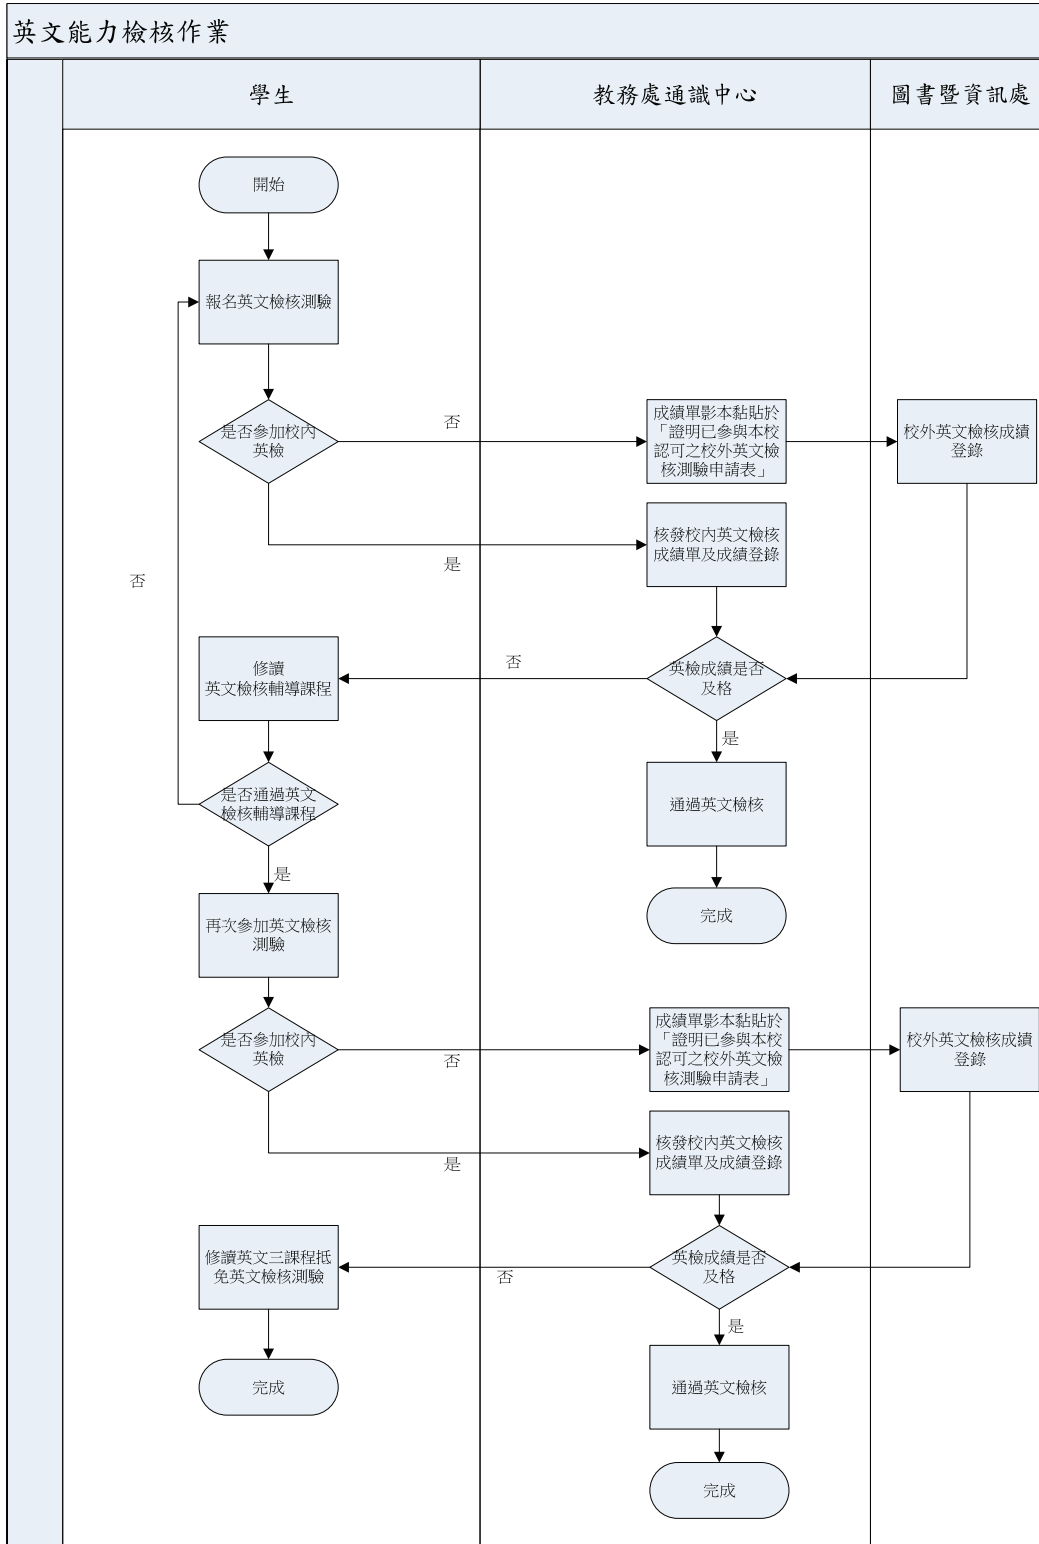 英文能力檢核作業
學生
教務處通識中心
圖書暨資訊處
開始
報名英文檢核測驗
是否參加校內
英檢
否
成績單影本黏貼於
「證明已參與本校
認可之校外英文檢
核測驗申請表」
校外英文檢核成績
登錄
是
核發校內英文檢核
成績單及成績登錄
否
修讀
英文檢核輔導課程
否
英檢成績是否
及格
是
是否通過英文
檢核輔導課程
通過英文檢核
是
再次參加英文檢核
測驗
完成
是否參加校內
英檢
否
成績單影本黏貼於
「證明已參與本校
認可之校外英文檢
核測驗申請表」
校外英文檢核成績
登錄
是
核發校內英文檢核
成績單及成績登錄
修讀英文三課程抵
免英文檢核測驗
否
英檢成績是否
及格
是
完成
通過英文檢核
完成